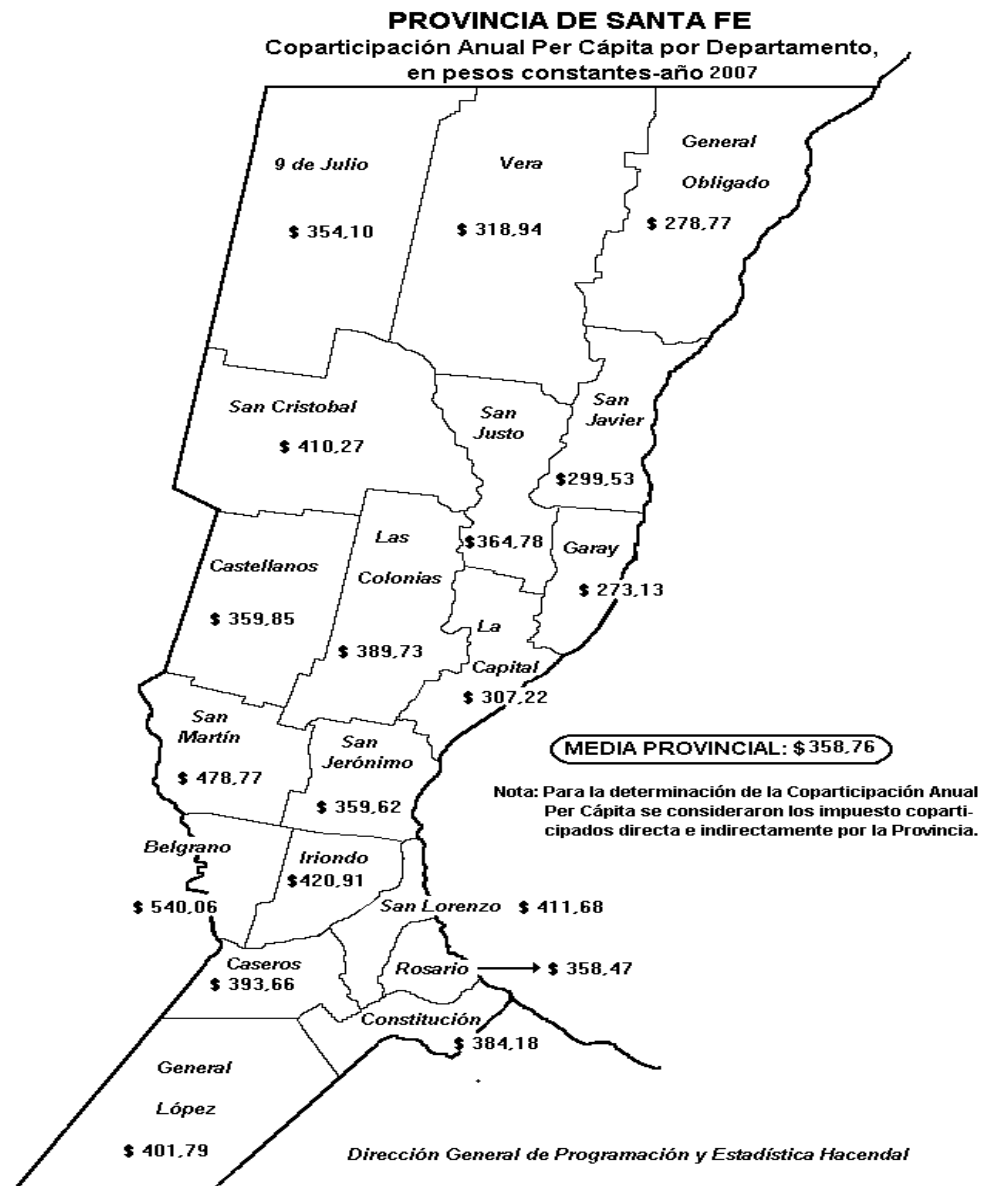 PROVINCIA DE SANTA FE
Coparticipación Anual Per Cápita por Departamento,
en pesos constantes-año 2007
9 de Julio
$ 354,10
Vera
$ 318,94
General
Obligado
$ 278,77
San Cristobal
$ 410,27
San
Justo
$364,78
San
Javier
$299,53
Castellanos
$ 359,85
Las
Colonias
$ 389,73
Garay
$ 273,13
La
Capital
$ 307,22
San
Martín
$ 478,77
San
Jerónimo
$ 359,62
MEDIA PROVINCIAL: $358,76
Nota: Para la determinación de la Coparticipación Anual
Per Cápita se consideraron los impuesto coparti-
cipados directa e indirectamente por la Provincia.
Belgrano
$ 540,06
Iriondo
$420,91
San Lorenzo $ 411,68
Caseros
$ 393,66
Rosario $ 358,47
Constitución
$ 384,18
General
López
$ 401,79
Dirección General de Programación y Estadística Hacendal